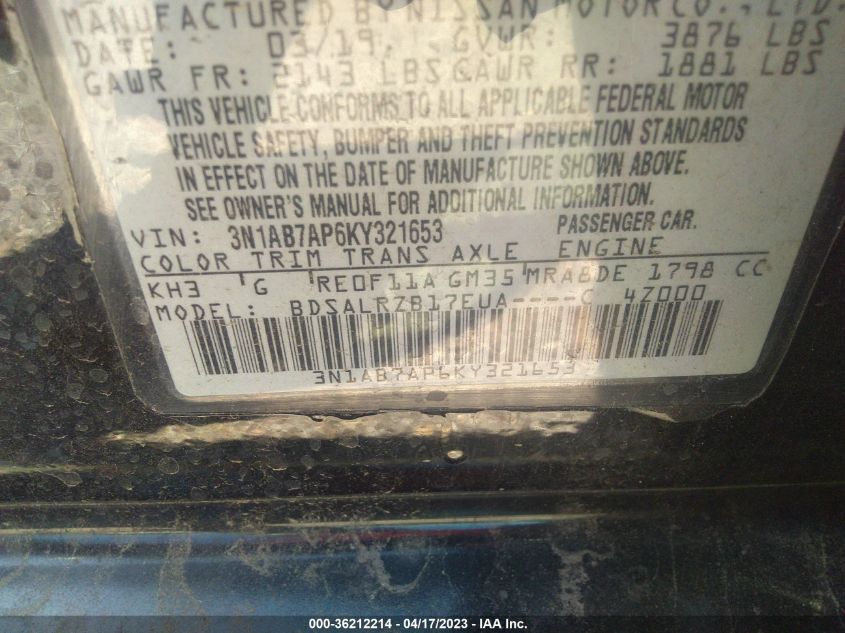 MANUFACTURED BY NISSAN MOTOR CO., LTD.
DATE: 03/19 GVWR: 3876 LBS
GAWR FR: 2143 LBS GAWR RR: 1881 LBS
THIS VEHICLE CONFORMS TO ALL APPLICABLE FEDERAL MOTOR
VEHICLE SAFETY, BUMPER AND THEFT PREVENTION STANDARDS
IN EFFECT ON THE DATE OF MANUFACTURE SHOWN ABOVE.
SEE OWNER'S MANUAL FOR ADDITIONAL INFORMATION.
VIN: 3N1AB7AP6KY321653 PASSENGER CAR.
COLOR TRIM TRANS AXLE ENGINE
KH3 G RE0F11A GM35 MRA8DE 1798 CC
MODEL: BDSALRZB17EUA----C 4Z000
3N1AB7AP6KY321653
000-36212214 - 04/17/2023 - IAA Inc.